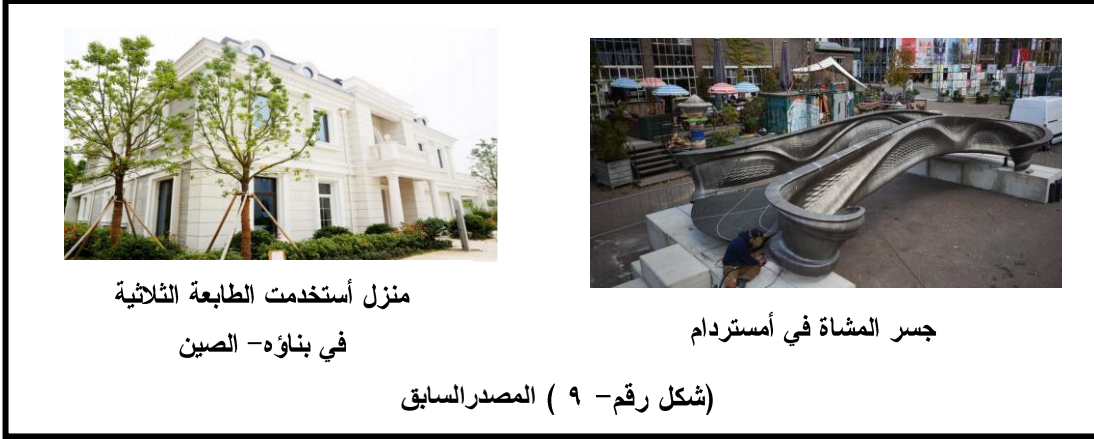 جسر المشاة في أمستردام
منزل أستخدمت الطابعة الثلاثية
في بناؤه- الصين
(شكل رقم- ٩ ) المصدرالسابق